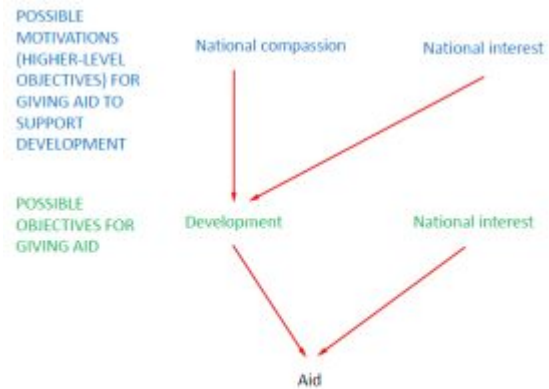 POSSIBLE
MOTIVATIONS
(HIGHER-LEVEL
OBJECTIVES) FOR
GIVING AID TO
SUPPORT
DEVELOPMENT
National compassion
National interest
POSSIBLE
OBJECTIVES FOR
GIVING AID
Development
National interest
Aid